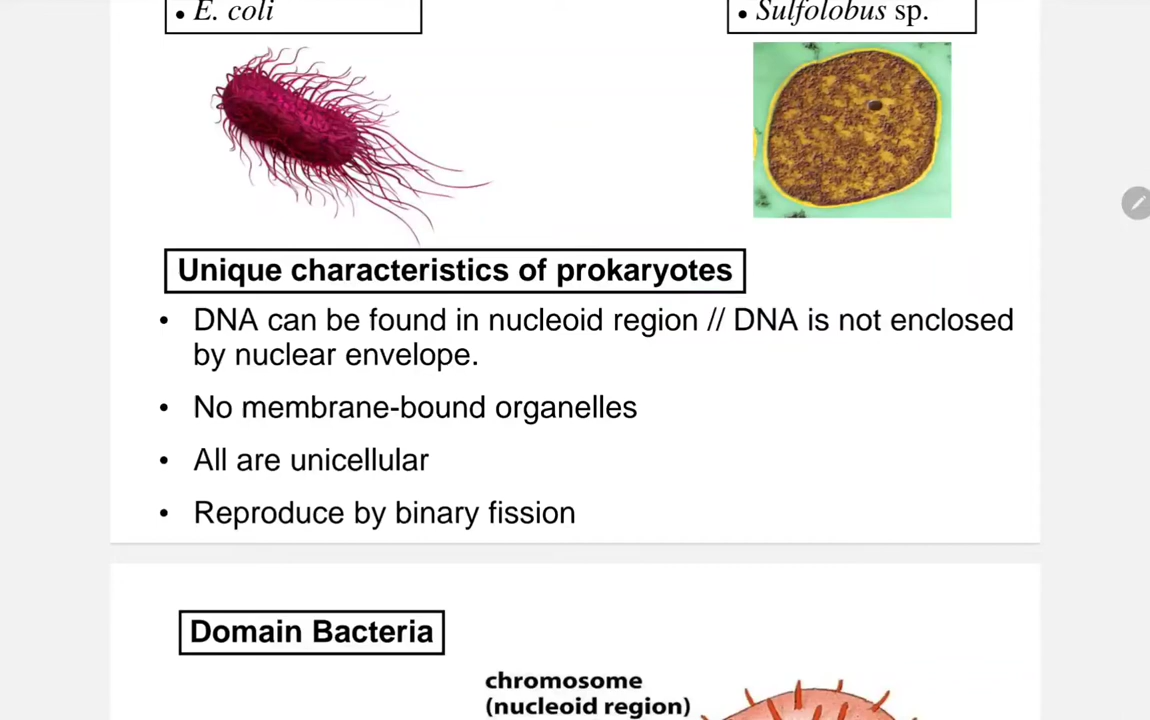 • E. coli
• Sulfolobus sp.
Unique characteristics of prokaryotes
• DNA can be found in nucleoid region // DNA is not enclosed
by nuclear envelope.
• No membrane-bound organelles
• All are unicellular
• Reproduce by binary fission
Domain Bacteria
chromosome
(nucleoid region)